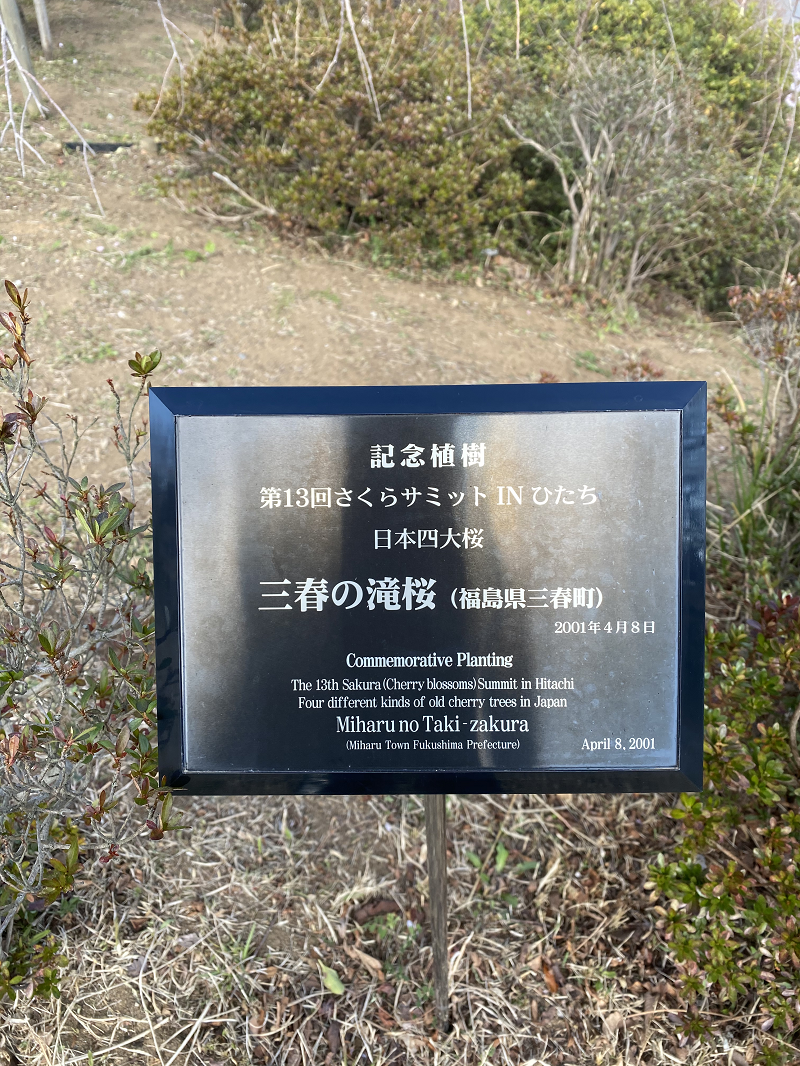 記念植樹
第13回さくらサミット IN ひたち
日本四大桜
三春の滝桜（福島県三春町）
2001年4月8日
Commemorative Planting
The 13th Sakura (Cherry blossoms) Summit in Hitachi
Four different kinds of old cherry trees in Japan
Miharu no Taki-zakura
(Miharu Town Fukushima Prefecture)
April 8, 2001